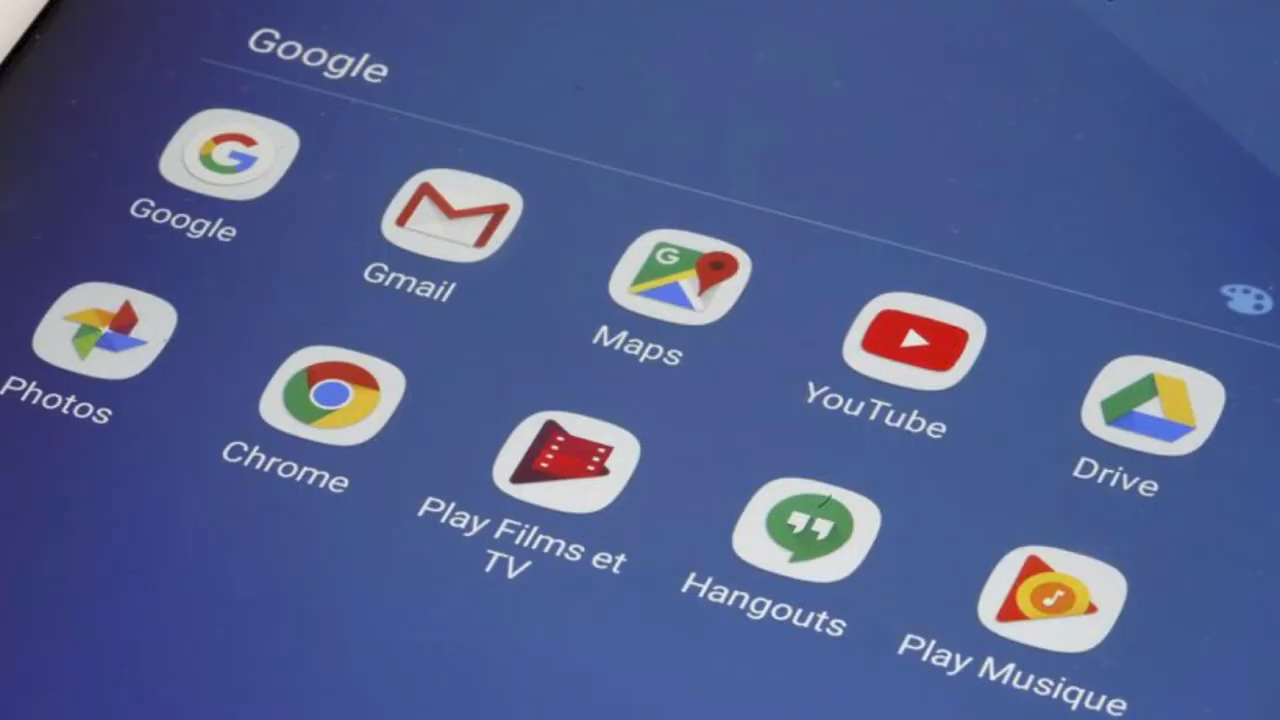 Google
Google
Gmail
Maps
YouTube
Drive
Photos
Chrome
Play Films et
TV
Hangouts
Play Musique